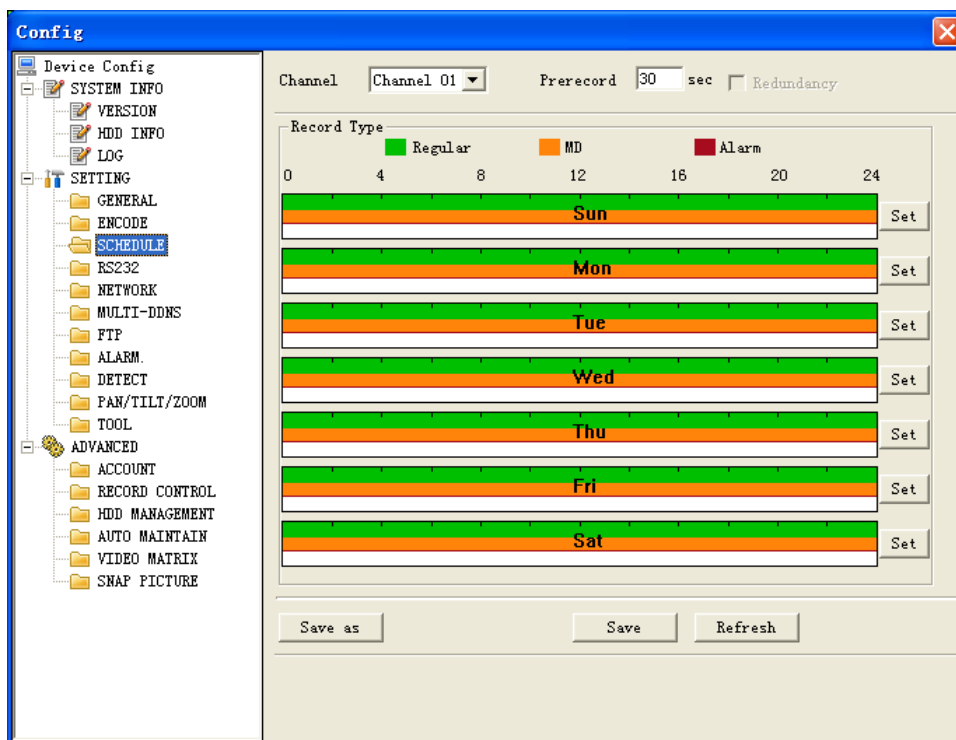 Config
Device Config
SYSTEM INFO
VERSION
HDD INFO
LOG
SETTING
GENERAL
ENCODE
SCHEDULE
RS232
NETWORK
MULTI-DDNS
FTP
ALARM.
DETECT
PAN/TILT/ZOOM
TOOL
ADVANCED
ACCOUNT
RECORD CONTROL
HDD MANAGEMENT
AUTO MAINTAIN
VIDEO MATRIX
SNAP PICTURE
Channel Channel 01 Prerecord 30 sec Redundancy
Record Type
Regular MD Alarm
0 4 8 12 16 20 24
Sun Set
Mon Set
Tue Set
Wed Set
Thu Set
Fri Set
Sat Set
Save as Save Refresh